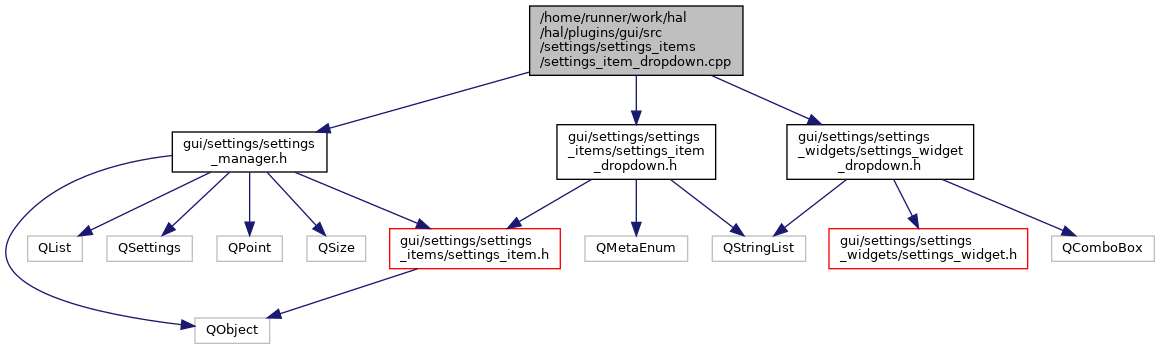 /home/runner/work/hal
/hal/plugins/gui/src
/settings/settings_items
/settings_item_dropdown.cpp
gui/settings/settings
_manager.h
gui/settings/settings
_items/settings_item
_dropdown.h
gui/settings/settings
_widgets/settings_widget
_dropdown.h
QList
QSettings
QPoint
QSize
gui/settings/settings
_items/settings_item.h
QMetaEnum
QStringList
gui/settings/settings
_widgets/settings_widget.h
QComboBox
QObject